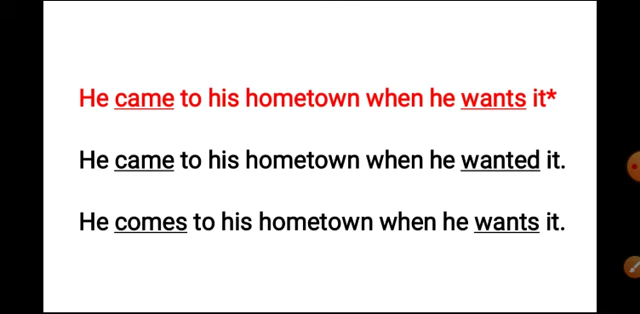 He came to his hometown when he wants it*
He came to his hometown when he wanted it.
He comes to his hometown when he wants it.